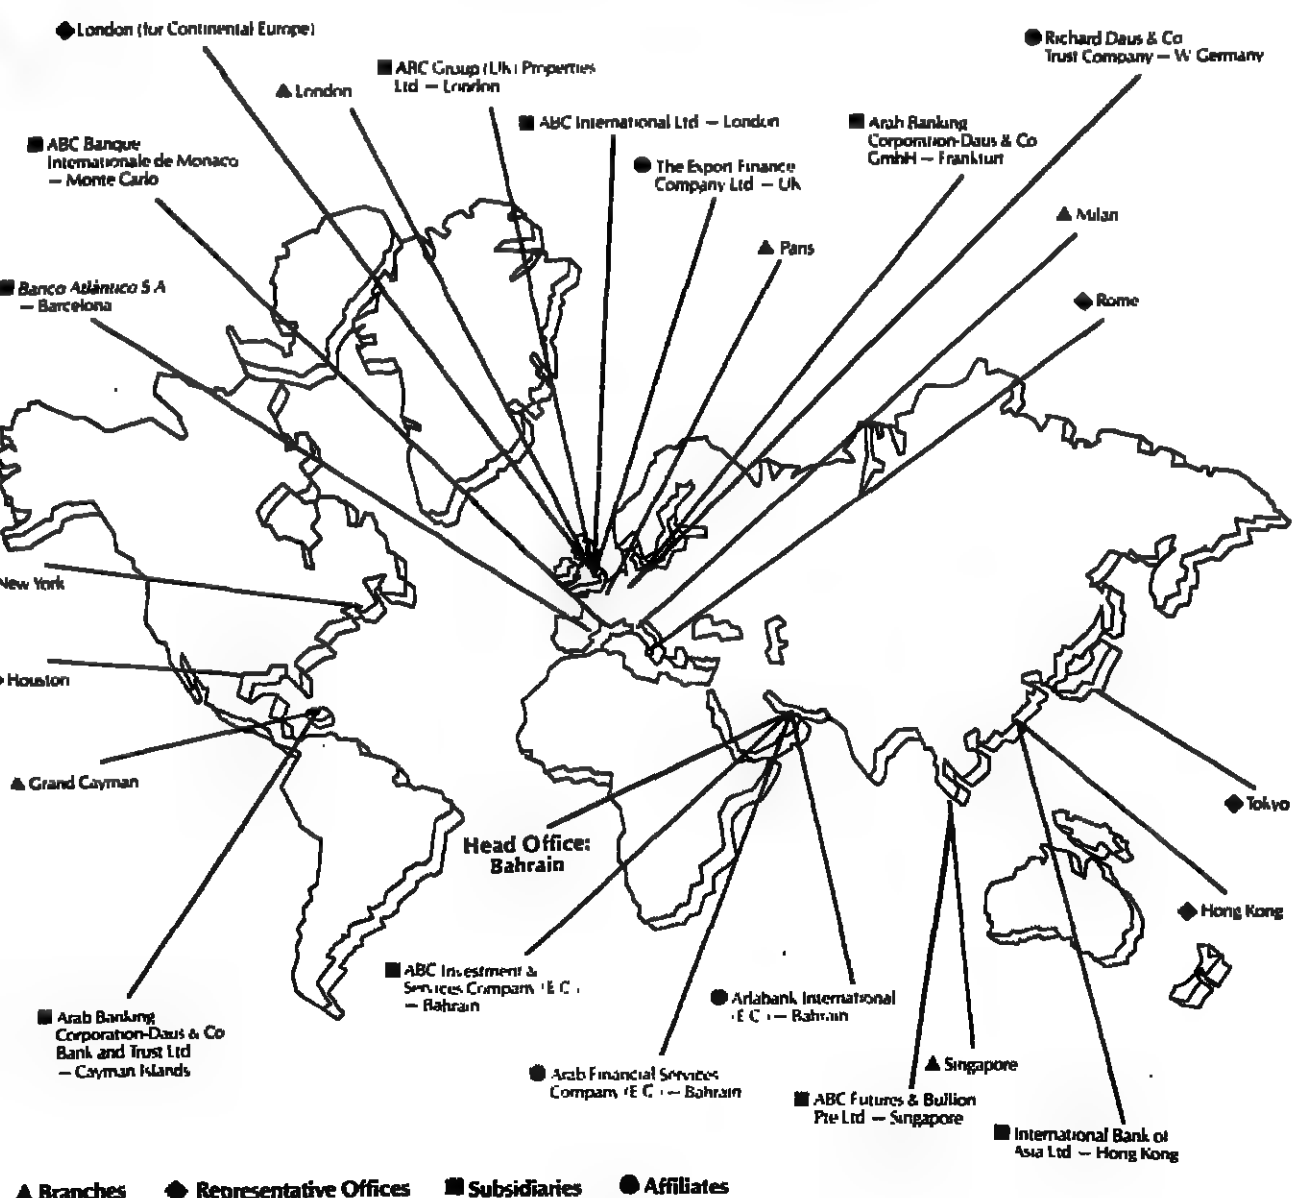 London (for Continental Europe)
Richard Daus & Co
Trust Company — W Germany
ABC Group (UK) Properties
Ltd — London
London
ABC International Ltd — London
Arab Banking
Corporation-Daus & Co
GmbH — Frankfurt
ABC Banque
Internationale de Monaco
— Monte Carlo
The Export Finance
Company Ltd — UK
Milan
Paris
Banco Atlántico S A
— Barcelona
Rome
New York
Houston
Grand Cayman
Tokyo
Head Office:
Bahrain
Hong Kong
ABC Investment &
Services Company (E C)
— Bahrain
Arlabank International
(E C) — Bahrain
Arab Banking
Corporation-Daus & Co
Bank and Trust Ltd
— Cayman Islands
Singapore
Arab Financial Services
Company (E C) — Bahrain
ABC Futures & Bullion
Pte Ltd — Singapore
International Bank of
Asia Ltd — Hong Kong
Branches Representative Offices Subsidiaries Affiliates